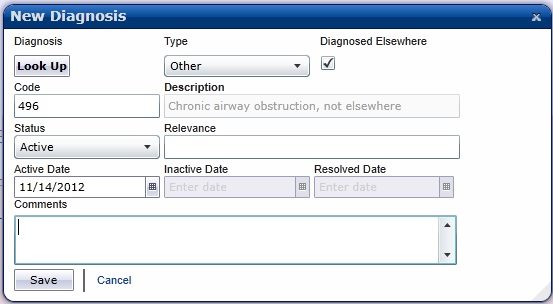 New Diagnosis
Diagnosis Type Diagnosed Elsewhere
Look Up Other
Code Description
496 Chronic airway obstruction, not elsewhere
Status Relevance
Active
Active Date Inactive Date Resolved Date
11/14/2012 Enter date Enter date
Comments
Save Cancel